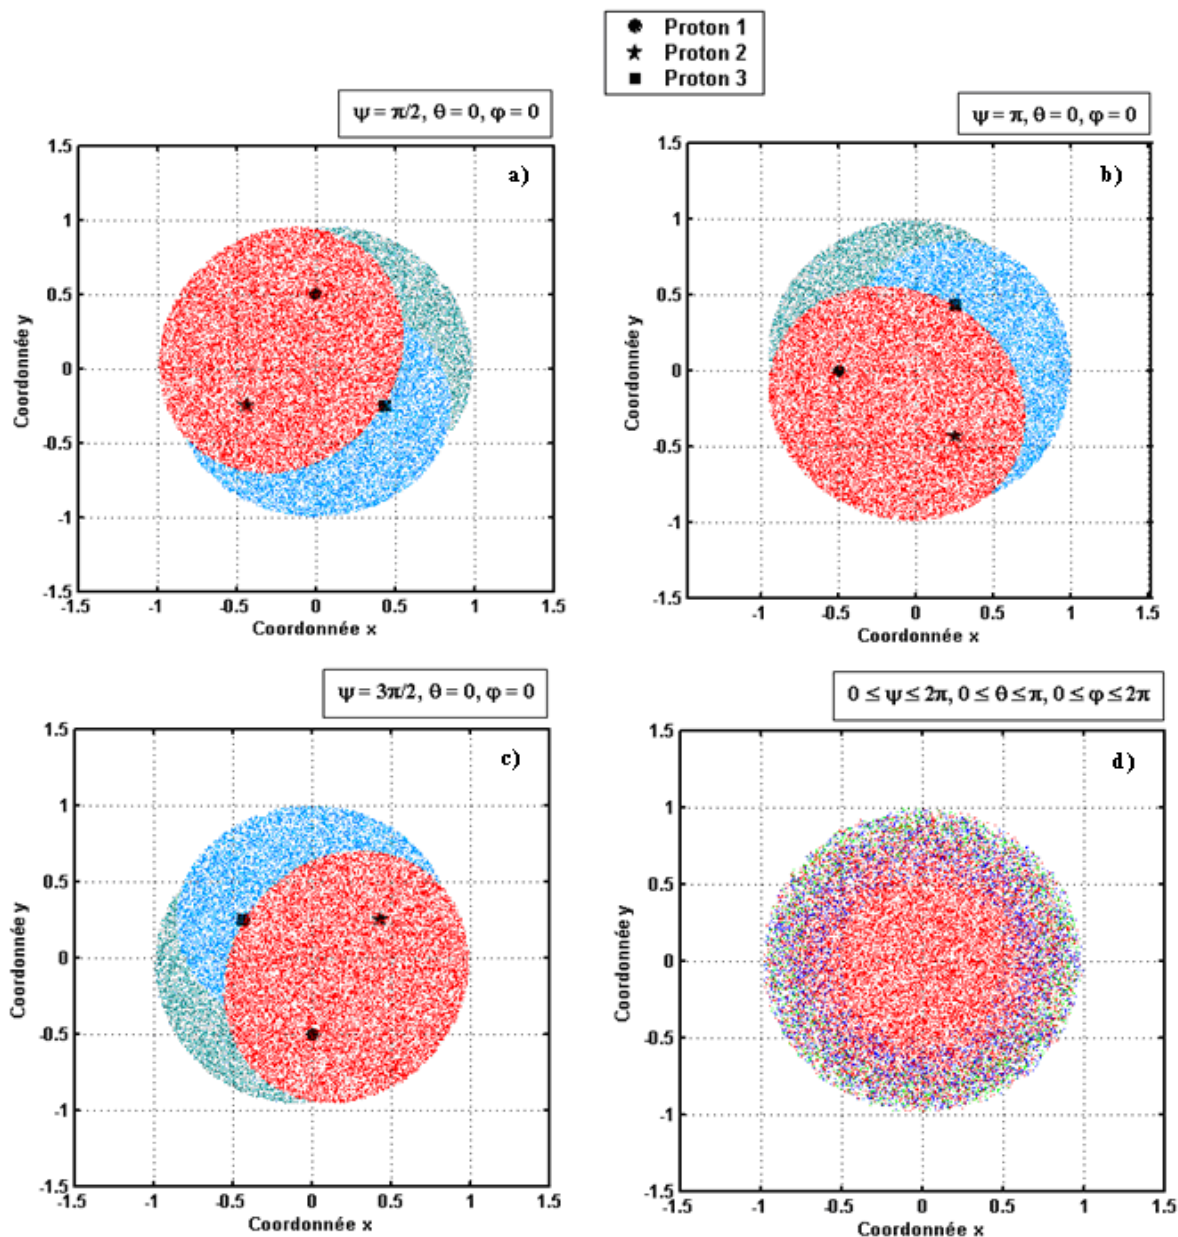 Proton 1
Proton 2
Proton 3
ψ = π/2, θ = 0, φ = 0
a)
1.5
1
0.5
0
-0.5
-1
-1.5
-1.5 -1 -0.5 0 0.5 1 1.5
Coordonnée x
Coordonnée y
ψ = π, θ = 0, φ = 0
b)
1.5
1
0.5
0
-0.5
-1
-1.5
-1 -0.5 0 0.5 1 1.5
Coordonnée x
Coordonnée y
ψ = 3π/2, θ = 0, φ = 0
c)
1.5
1
0.5
0
-0.5
-1
-1.5
-1.5 -1 -0.5 0 0.5 1 1.5
Coordonnée x
Coordonnée y
0 ≤ ψ ≤ 2π, 0 ≤ θ ≤ π, 0 ≤ φ ≤ 2π
d)
1.5
1
0.5
0
-0.5
-1
-1.5
-1.5 -1 -0.5 0 0.5 1 1.5
Coordonnée x
Coordonnée y